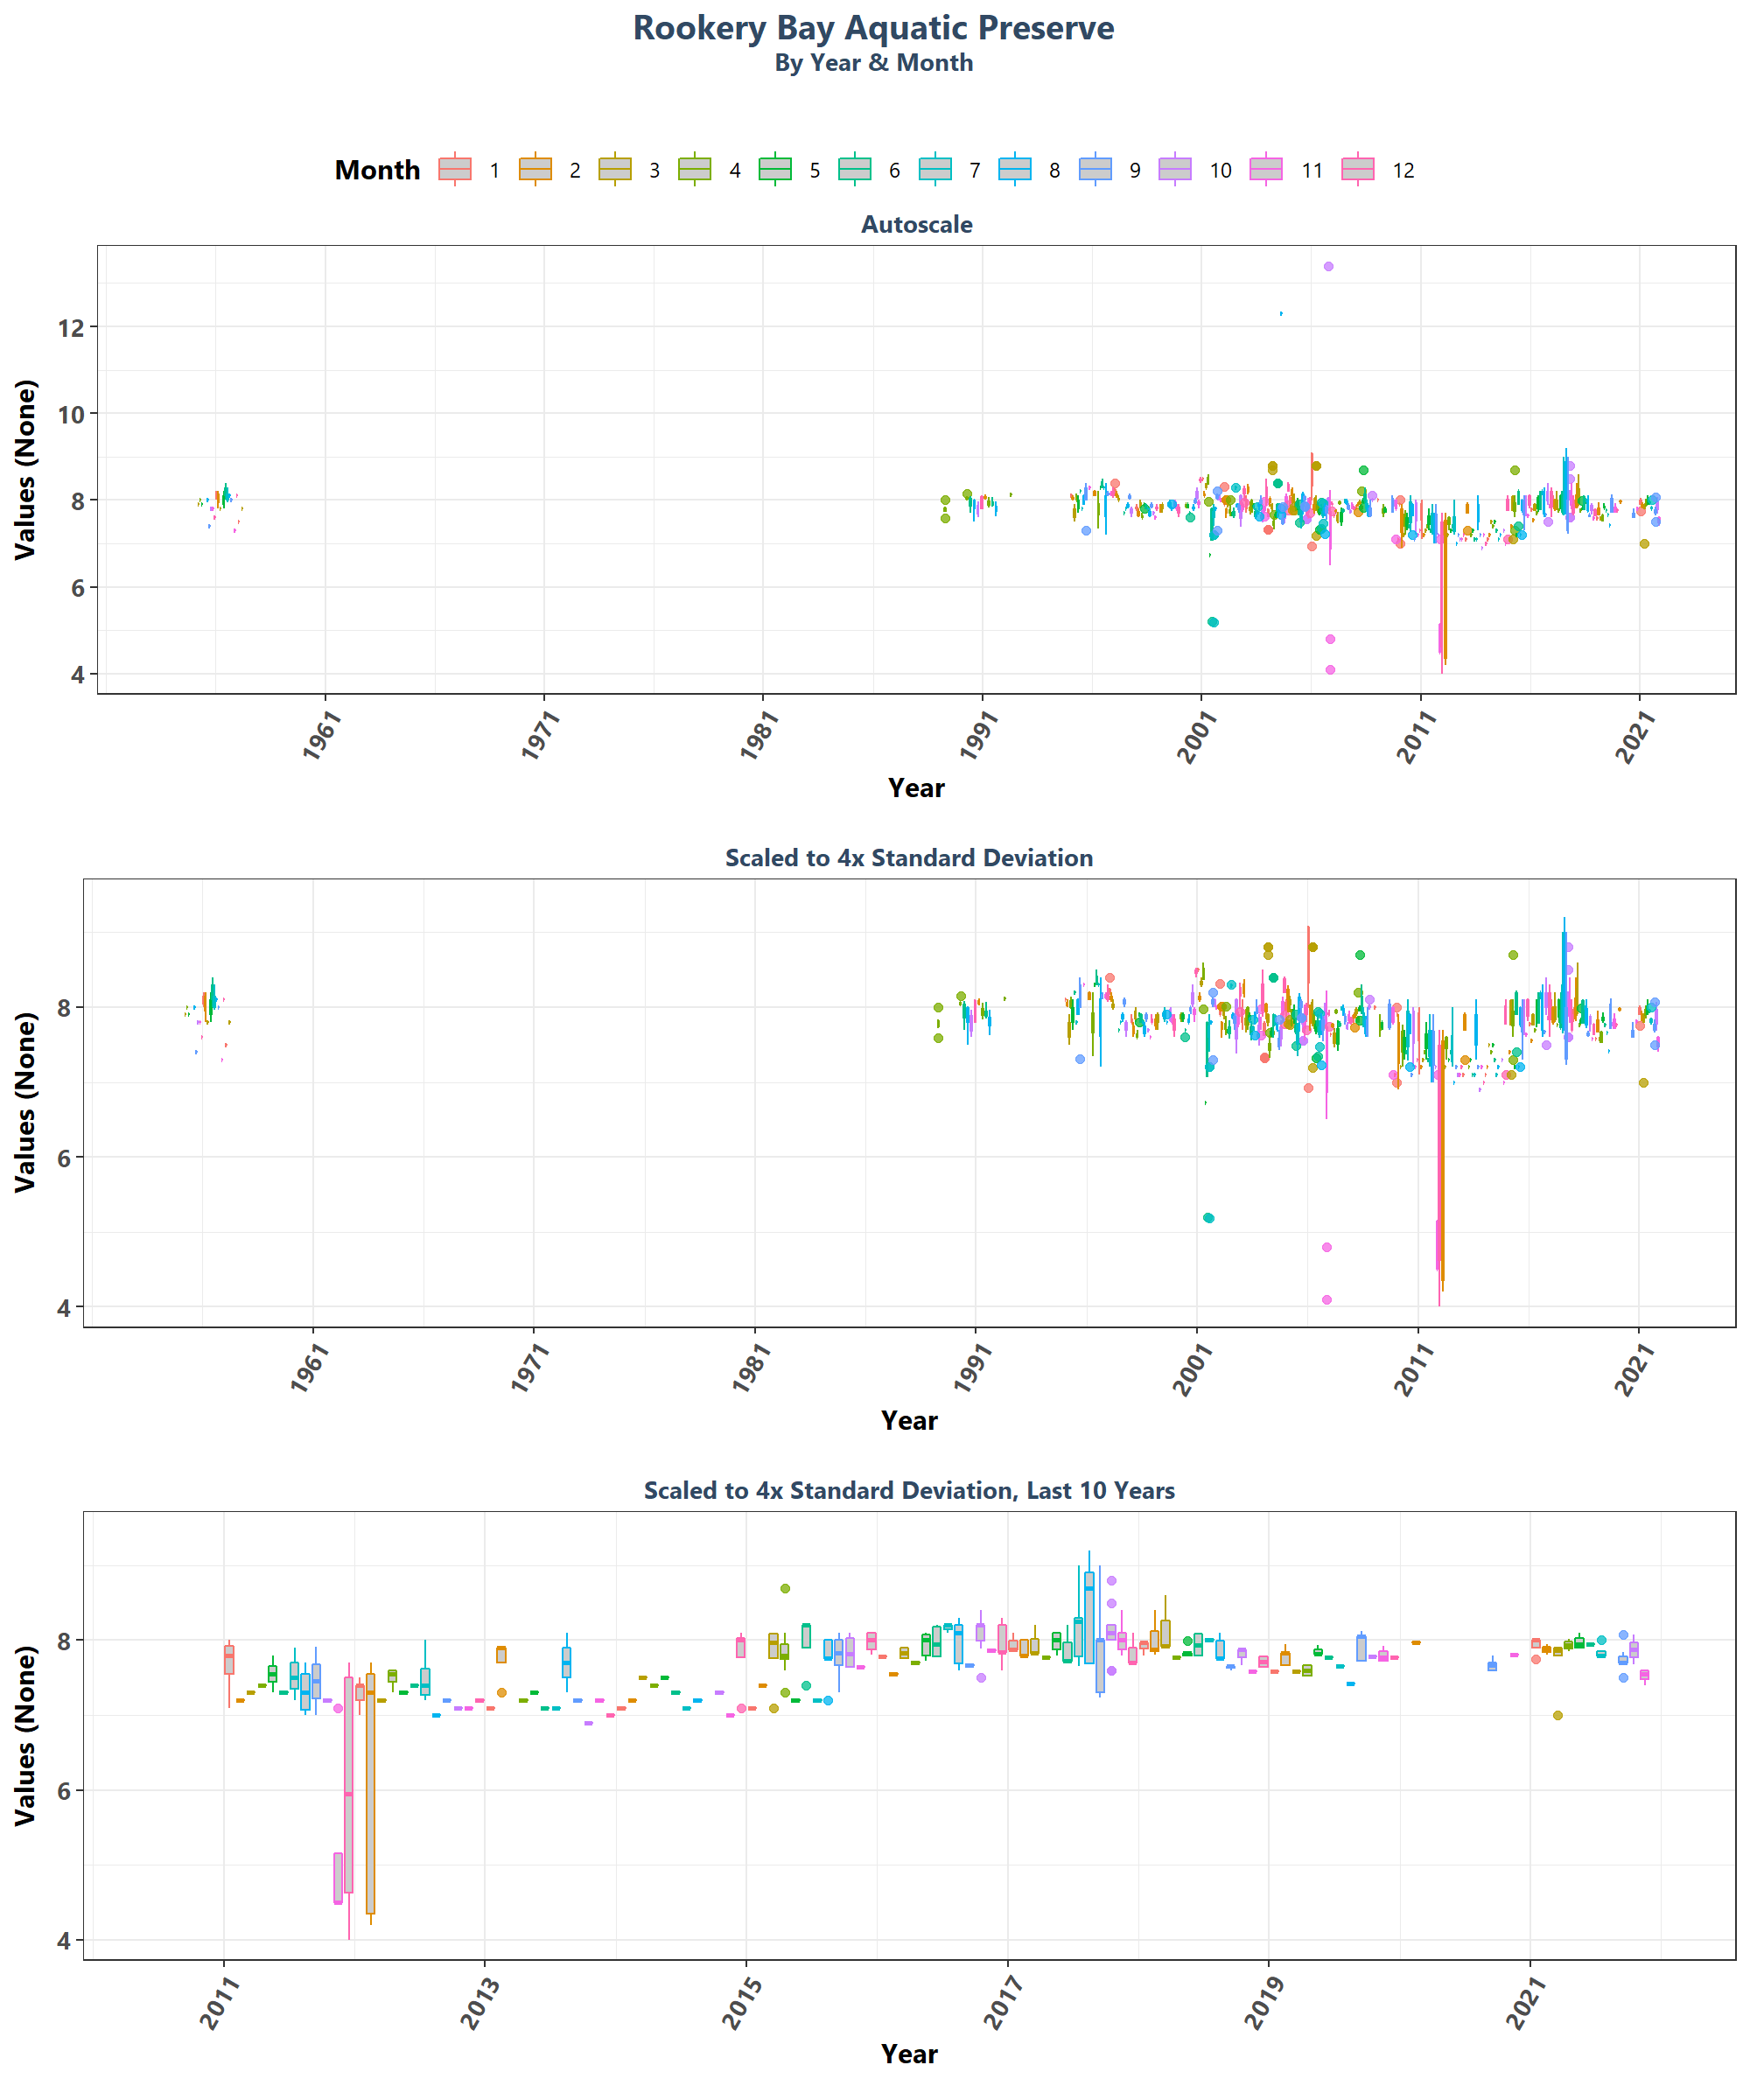 Rookery Bay Aquatic Preserve
By Year & Month
Month 1 2 3 4 5 6 7 8 9 10 11 12
Autoscale
Values (None)
12
10
8
6
4
1961 1971 1981 1991 2001 2011 2021
Year
Scaled to 4x Standard Deviation
Values (None)
8
6
4
1961 1971 1981 1991 2001 2011 2021
Year
Scaled to 4x Standard Deviation, Last 10 Years
Values (None)
8
6
4
2011 2013 2015 2017 2019 2021
Year